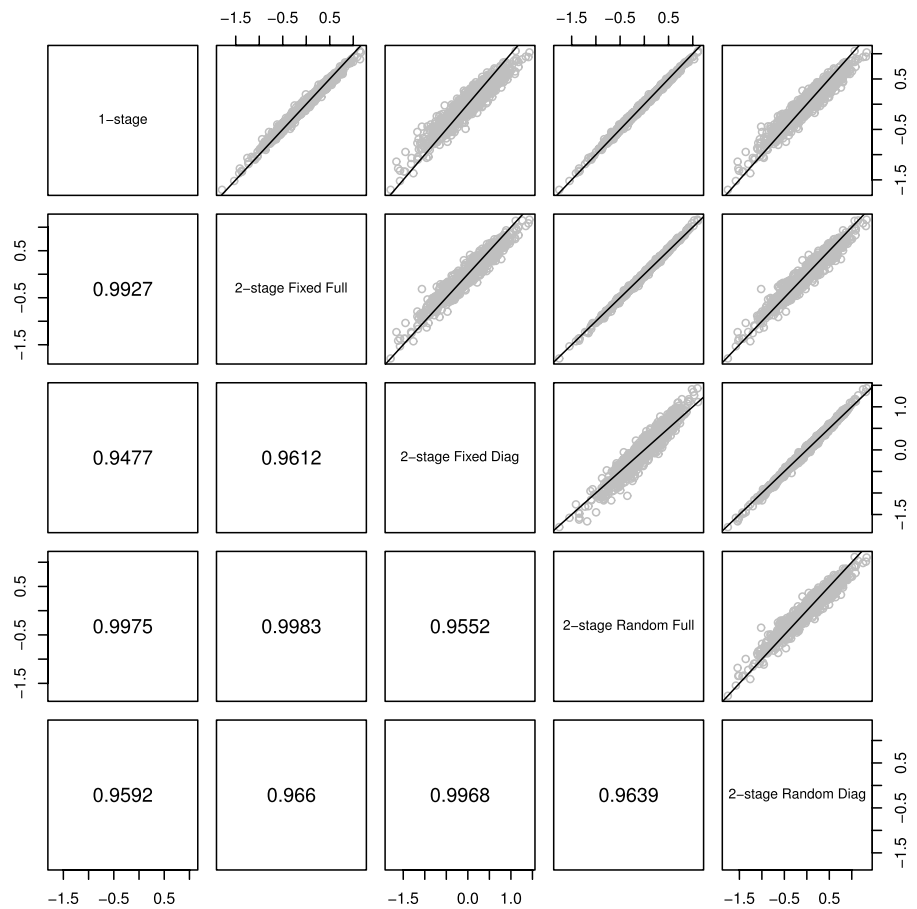 −1.5 −0.5 0.5 −1.5 −0.5 0.5
1−stage
−1.5 −0.5 0.5
−1.5 −0.5 0.5
0.9927
2−stage Fixed Full
0.9477
0.9612
2−stage Fixed Diag
−1.5 0.0 1.0
−1.5 −0.5 0.5
0.9975
0.9983
0.9552
2−stage Random Full
0.9592
0.966
0.9968
0.9639
2−stage Random Diag
−1.5 −0.5 0.5
−1.5 −0.5 0.5 −1.5 0.0 1.0 −1.5 −0.5 0.5